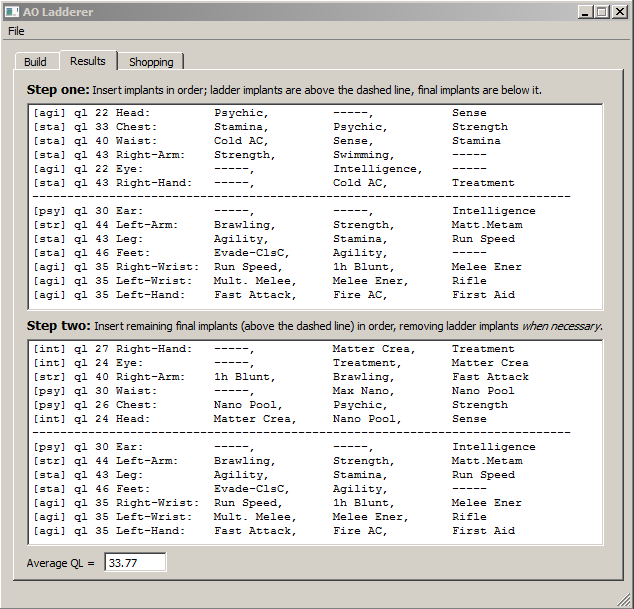 AO Ladderer
File
Build Results Shopping
Step one: Insert implants in order; ladder implants are above the dashed line, final implants are below it.
[agi] ql 22 Head: Psychic, -----, Sense
[sta] ql 33 Chest: Stamina, Psychic, Strength
[sta] ql 40 Waist: Cold AC, Sense, Stamina
[sta] ql 43 Right-Arm: Strength, Swimming, -----
[agi] ql 22 Eye: -----, Intelligence, -----
[sta] ql 43 Right-Hand: -----, Cold AC, Treatment
--------------------------------------------------------------------------------
[psy] ql 30 Ear: -----, -----, Intelligence
[str] ql 44 Left-Arm: Brawling, Strength, Matt.Metam
[sta] ql 43 Leg: Agility, Stamina, Run Speed
[sta] ql 46 Feet: Evade-ClsC, Agility, -----
[agi] ql 35 Right-Wrist: Run Speed, 1h Blunt, Melee Ener
[agi] ql 35 Left-Wrist: Mult. Melee, Melee Ener, Rifle
[agi] ql 35 Left-Hand: Fast Attack, Fire AC, First Aid
Step two: Insert remaining final implants (above the dashed line) in order, removing ladder implants when necessary.
[int] ql 27 Right-Hand: -----, Matter Crea, Treatment
[int] ql 24 Eye: -----, Treatment, Matter Crea
[str] ql 40 Right-Arm: 1h Blunt, Brawling, Fast Attack
[psy] ql 30 Waist: -----, Max Nano, Nano Pool
[psy] ql 26 Chest: Nano Pool, Psychic, Strength
[int] ql 24 Head: Matter Crea, Nano Pool, Sense
--------------------------------------------------------------------------------
[psy] ql 30 Ear: -----, -----, Intelligence
[str] ql 44 Left-Arm: Brawling, Strength, Matt.Metam
[sta] ql 43 Leg: Agility, Stamina, Run Speed
[sta] ql 46 Feet: Evade-ClsC, Agility, -----
[agi] ql 35 Right-Wrist: Run Speed, 1h Blunt, Melee Ener
[agi] ql 35 Left-Wrist: Mult. Melee, Melee Ener, Rifle
[agi] ql 35 Left-Hand: Fast Attack, Fire AC, First Aid
Average QL = 33.77